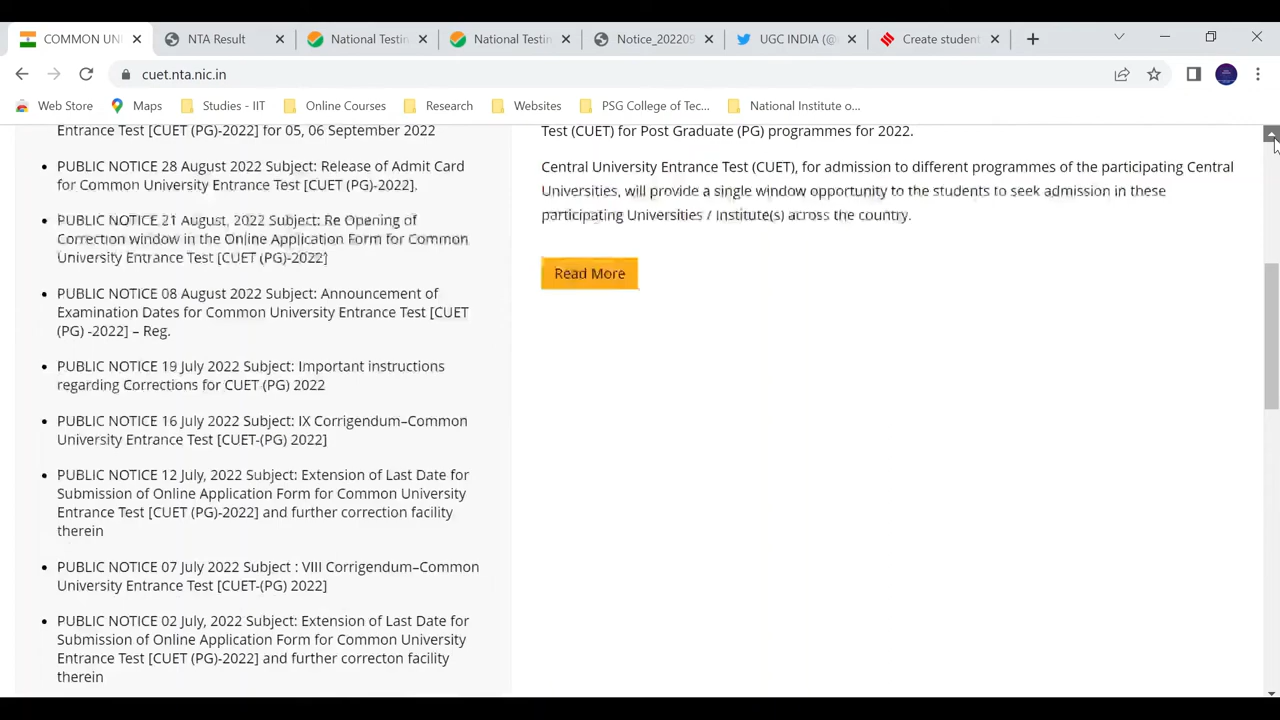 COMMON UNI
NTA Result
National Testin
National Testin
Notice_202209
UGC INDIA (@
Create student
cuet.nta.nic.in
Web Store
Maps
Studies - IIT
Online Courses
Research
Websites
PSG College of Tec...
National Institute o...
Entrance Test [CUET (PG)-2022] for 05, 06 September 2022
PUBLIC NOTICE 28 August 2022 Subject: Release of Admit Card
for Common University Entrance Test [CUET (PG)-2022].
PUBLIC NOTICE 21 August, 2022 Subject: Re Opening of
Correction window in the Online Application Form for Common
University Entrance Test [CUET (PG)-2022]
PUBLIC NOTICE 08 August 2022 Subject: Announcement of
Examination Dates for Common University Entrance Test [CUET
(PG) -2022] – Reg.
PUBLIC NOTICE 19 July 2022 Subject: Important instructions
regarding Corrections for CUET (PG) 2022
PUBLIC NOTICE 16 July 2022 Subject: IX Corrigendum–Common
University Entrance Test [CUET-(PG) 2022]
PUBLIC NOTICE 12 July, 2022 Subject: Extension of Last Date for
Submission of Online Application Form for Common University
Entrance Test [CUET (PG)-2022] and further correction facility
therein
PUBLIC NOTICE 07 July 2022 Subject : VIII Corrigendum–Common
University Entrance Test [CUET-(PG) 2022]
PUBLIC NOTICE 02 July, 2022 Subject: Extension of Last Date for
Submission of Online Application Form for Common University
Entrance Test [CUET (PG)-2022] and further correcton facility
therein
Test (CUET) for Post Graduate (PG) programmes for 2022.
Central University Entrance Test (CUET), for admission to different programmes of the participating Central
Universities, will provide a single window opportunity to the students to seek admission in these
participating Universities / Institute(s) across the country.
Read More